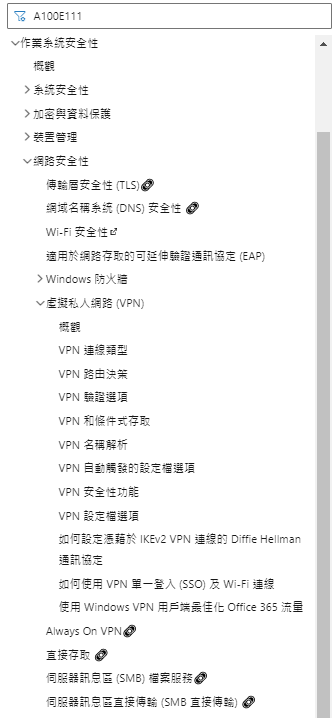 A100E111
作業系統安全性
概觀
系統安全性
加密與資料保護
裝置管理
網路安全性
傳輸層安全性 (TLS)
網域名稱系統 (DNS) 安全性
Wi-Fi 安全性
適用於網路存取的可延伸驗證通訊協定 (EAP)
Windows 防火牆
虛擬私人網路 (VPN)
概觀
VPN 連線類型
VPN 路由決策
VPN 驗證選項
VPN 和條件式存取
VPN 名稱解析
VPN 自動觸發的設定檔選項
VPN 安全性功能
VPN 設定檔選項
如何設定憑藉於 IKEv2 VPN 連線的 Diffie Hellman
通訊協定
如何使用 VPN 單一登入 (SSO) 及 Wi-Fi 連線
使用 Windows VPN 用戶端最佳化 Office 365 流量
Always On VPN
直接存取
伺服器訊息區 (SMB) 檔案服務
伺服器訊息區直接傳輸 (SMB 直接傳輸)